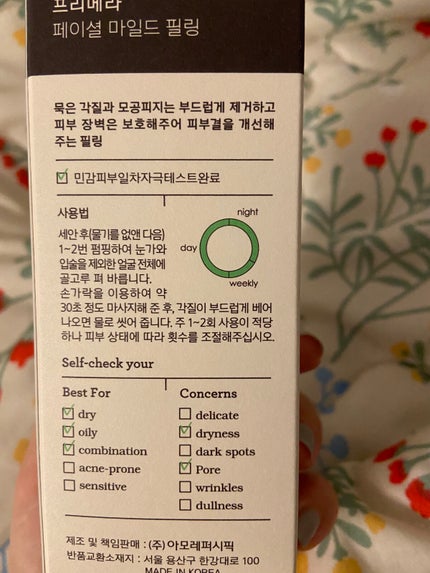 프리메라
페이셜 마일드 필링
묵은 각질과 모공피지는 부드럽게 제거하고
피부 장벽은 보호해주어 피부결을 개선해
주는 필링
☑ 민감피부일차자극테스트완료
사용법
세안 후(물기를 없앤 다음)
1~2번 펌핑하여 눈가와
입술을 제외한 얼굴 전체에
골고루 펴 바릅니다.
손가락을 이용하여 약
30초 정도 마사지해 준 후, 각질이 부드럽게 베어
나오면 물로 씻어 줍니다. 주 1~2회 사용이 적당
하나 피부 상태에 따라 횟수를 조절해주십시오.
night
day
weekly
Self-check your
Best For
☑ dry
☑ oily
☑ combination
☐ acne-prone
☐ sensitive
Concerns
☐ delicate
☑ dryness
☐ dark spots
☑ Pore
☐ wrinkles
☐ dullness
제조 및 책임판매 : (주)아모레퍼시픽
반품교환소재지 : 서울 용산구 한강대로 100
MADE IN KOREA